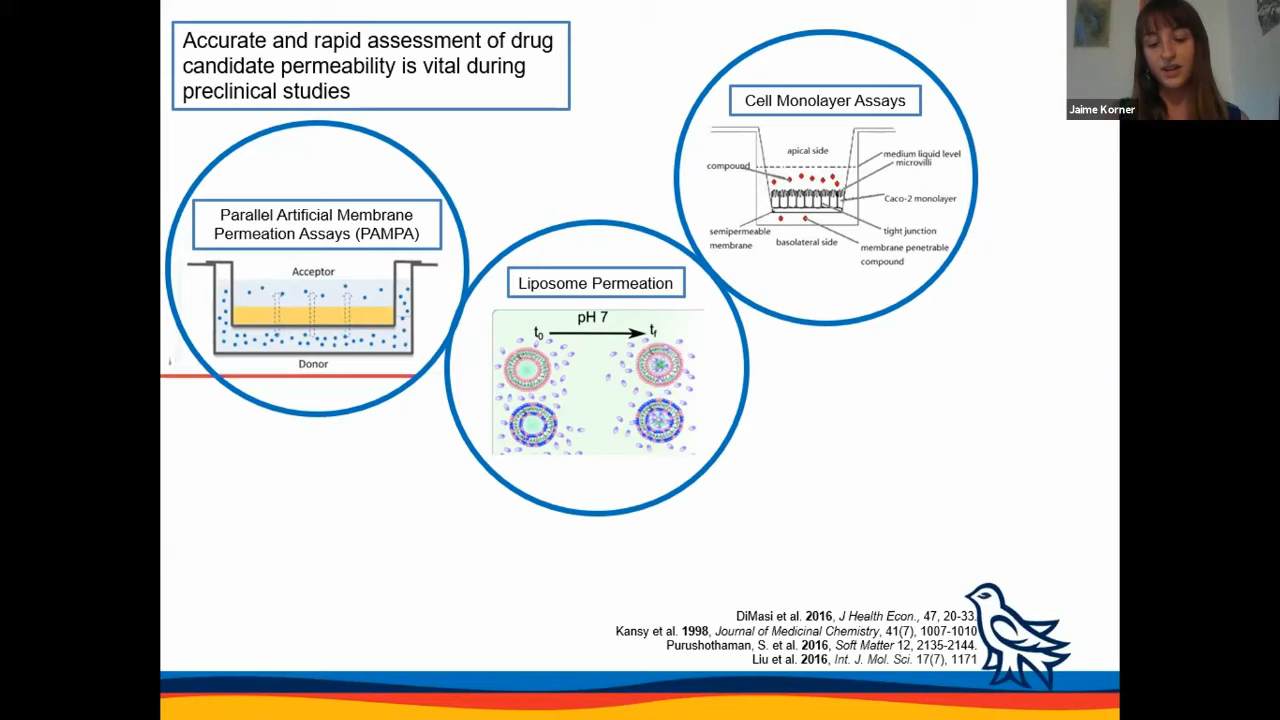 Accurate and rapid assessment of drug
candidate permeability is vital during
preclinical studies
Jaime Korner
Parallel Artificial Membrane
Permeation Assays (PAMPA)
Acceptor
Donor
Liposome Permeation
pH 7
t0
tf
Cell Monolayer Assays
apical side
compound
medium liquid level
microvilli
Caco-2 monolayer
tight junction
semipermeable
membrane
basolateral side
membrane penetrable
compound
DiMasi et al. 2016, J Health Econ., 47, 20-33.
Kansy et al. 1998, Journal of Medicinal Chemistry, 41(7), 1007-1010
Purushothaman, S. et al. 2016, Soft Matter 12, 2135-2144.
Liu et al. 2016, Int. J. Mol. Sci. 17(7), 1171